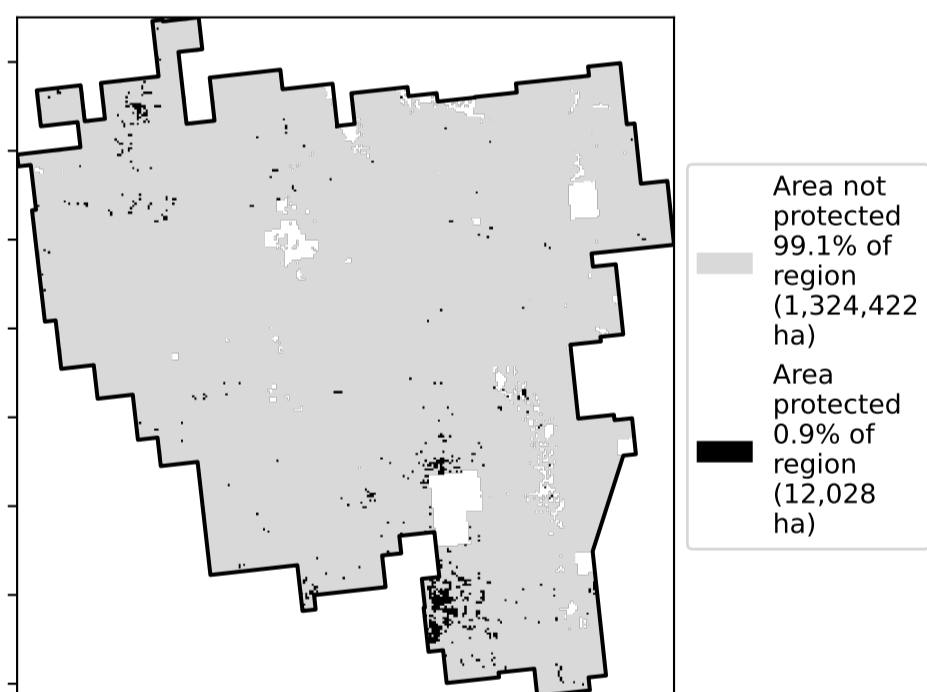 Area not
protected
99.1% of
region
(1,324,422
ha)
Area
protected
0.9% of
region
(12,028
ha)